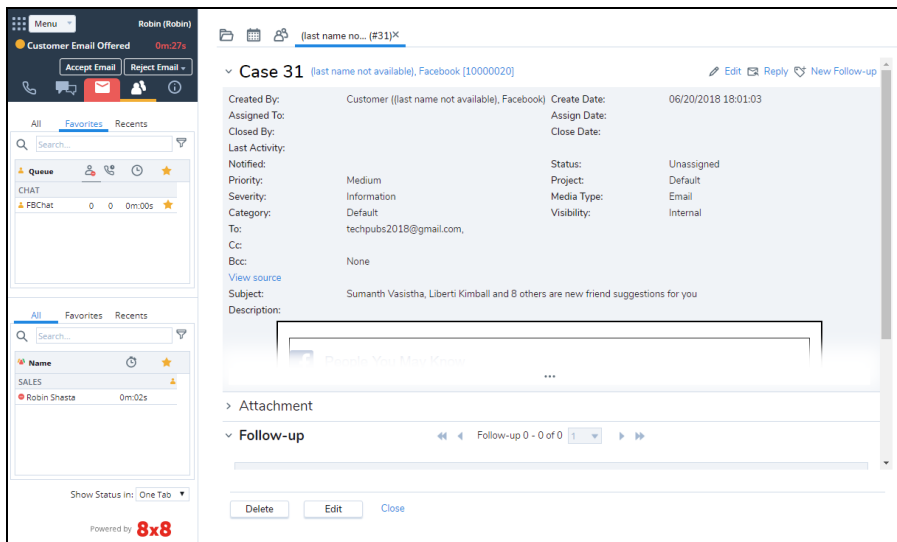 Menu
Robin (Robin)
Customer Email Offered 0m:27s
Accept Email Reject Email
All Favorites Recents
Search...
Queue
CHAT
FBChat 0 0 0m:00s
All Favorites Recents
Search...
Name
SALES
Robin Shasta 0m:02s
Show Status in: One Tab
Powered by 8x8
(last name no... (#31)×
Case 31 (last name not available), Facebook [10000020] Edit Reply New Follow-up
Created By: Customer ((last name not available), Facebook) Create Date: 06/20/2018 18:01:03
Assigned To: Assign Date:
Closed By: Close Date:
Last Activity:
Notified: Status: Unassigned
Priority: Medium Project: Default
Severity: Information Media Type: Email
Category: Default Visibility: Internal
To: techpubs2018@gmail.com,
Cc:
Bcc: None
View source
Subject: Sumanth Vasistha, Liberti Kimball and 8 others are new friend suggestions for you
Description:
People You May Know
...
Attachment
Follow-up Follow-up 0 - 0 of 0 1
Delete Edit Close